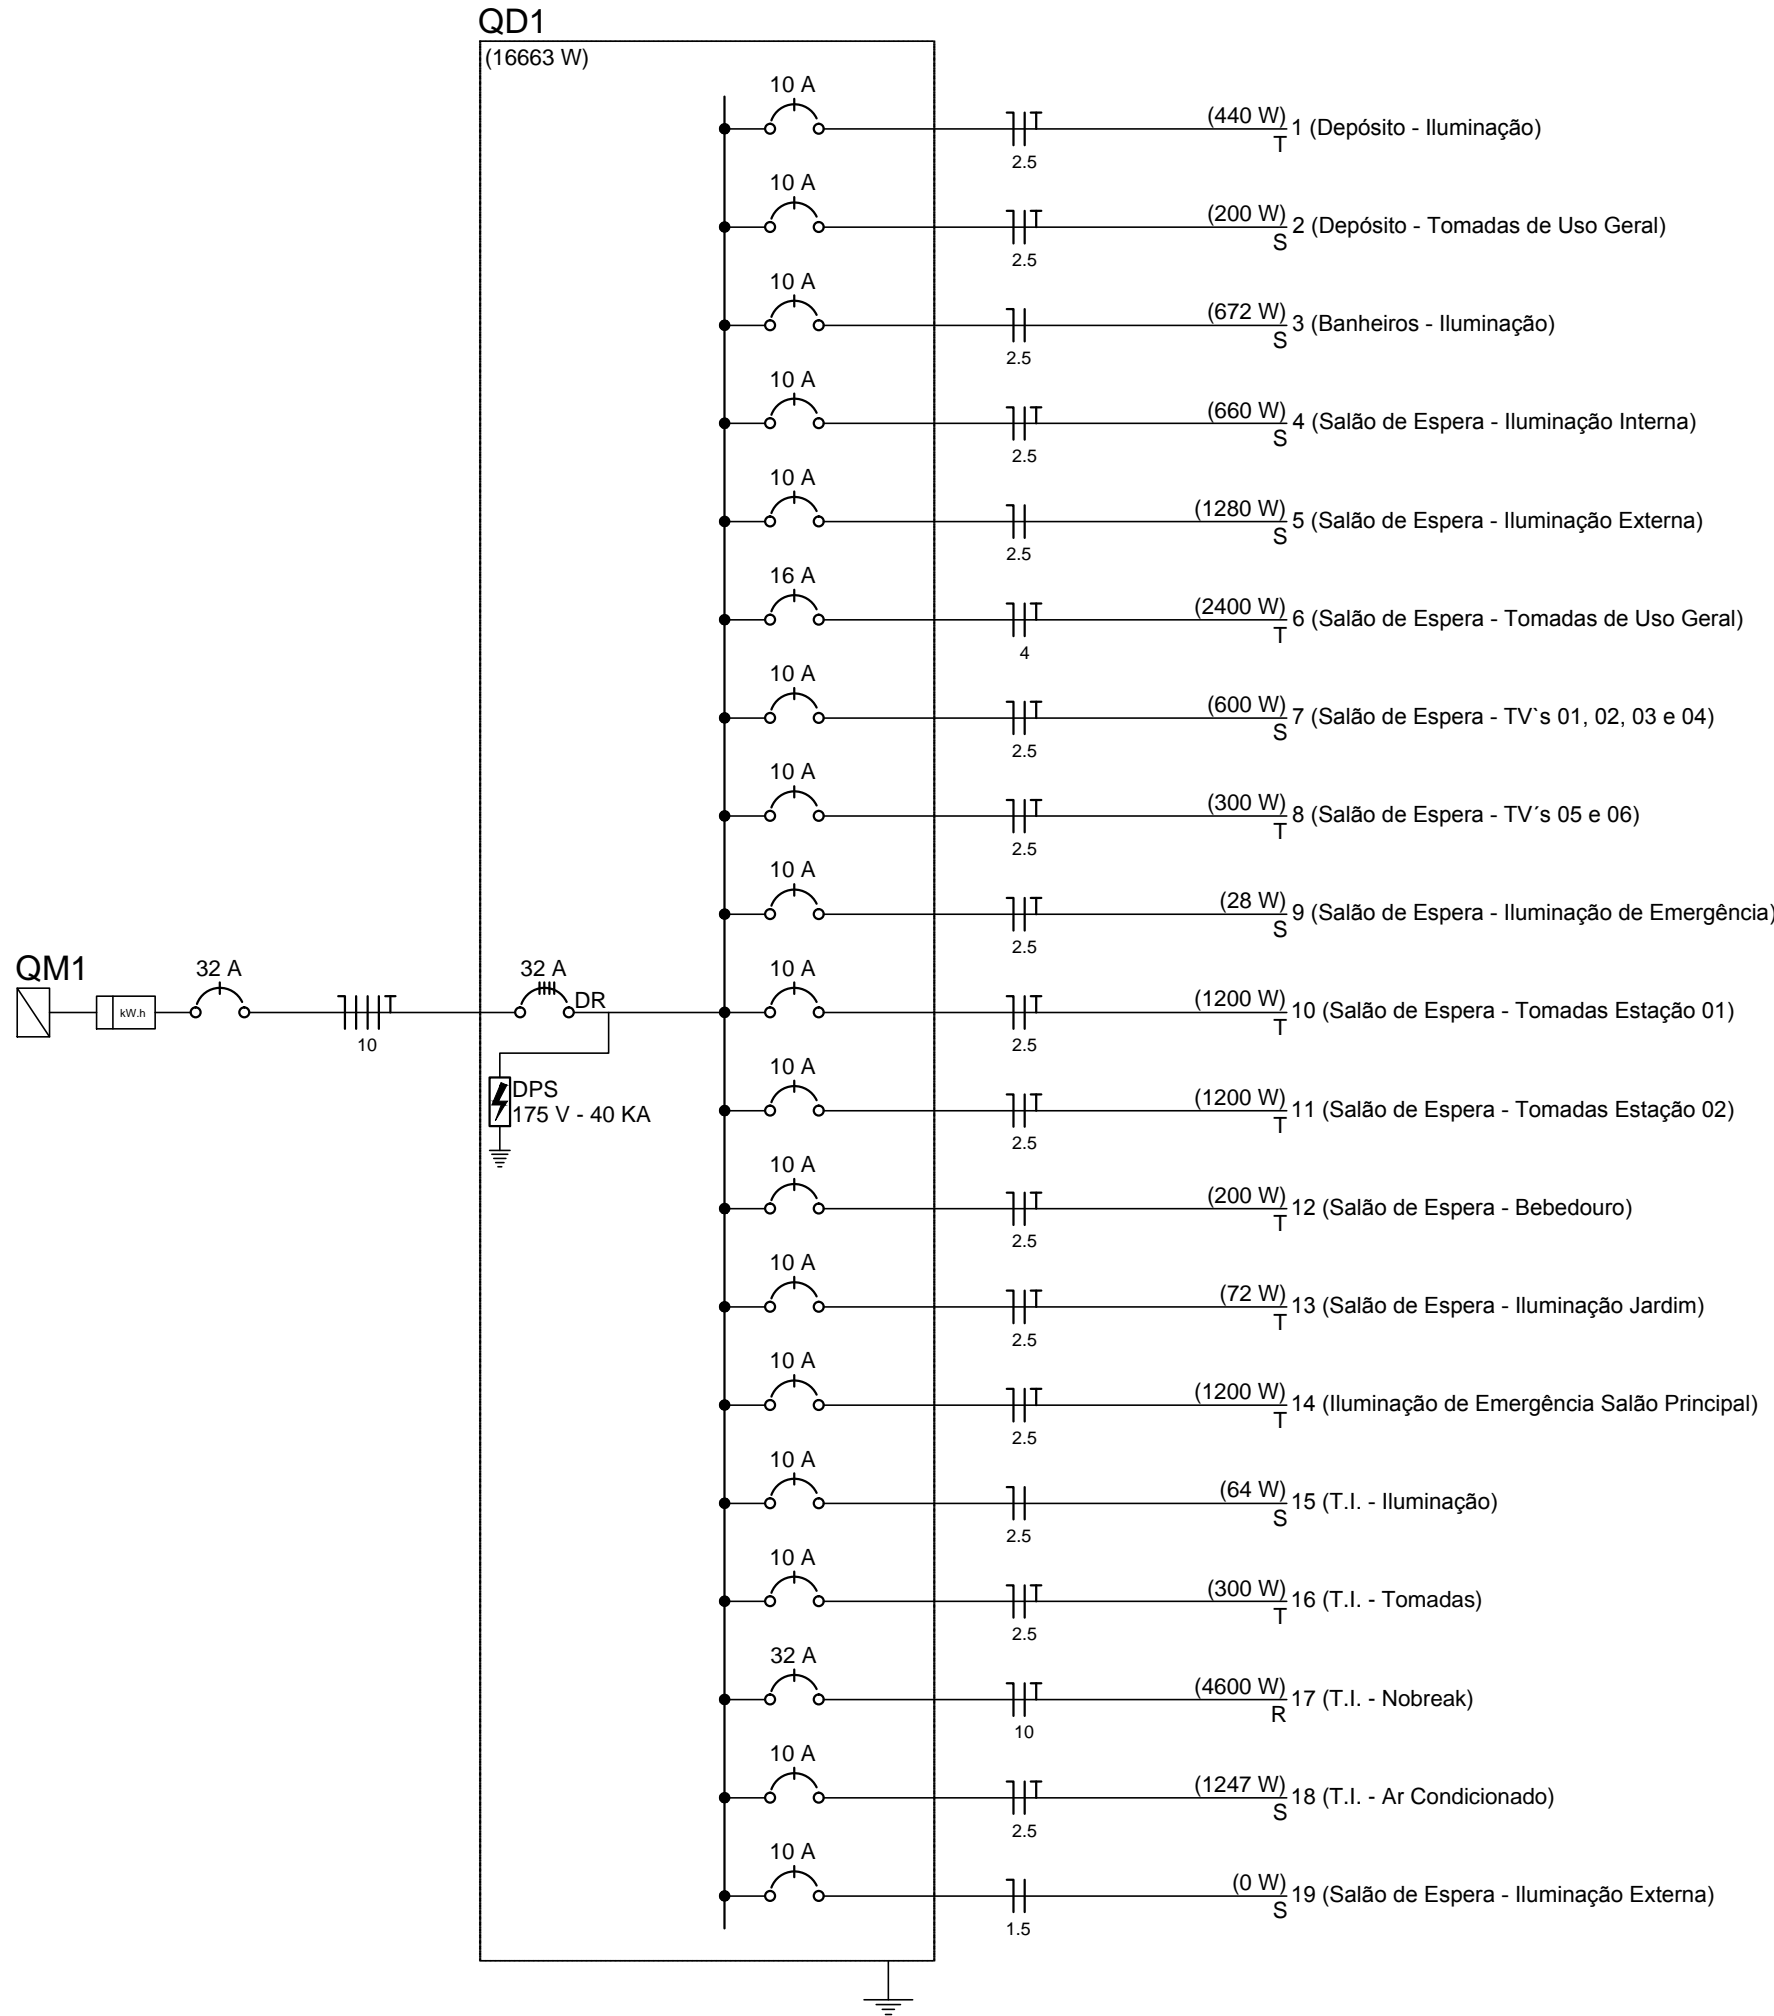 QD1
(16663 W)
10 A
(440 W)
1 (Depósito - Iluminação)
T
2.5
10 A
(200 W)
2 (Depósito - Tomadas de Uso Geral)
S
2.5
10 A
(672 W)
3 (Banheiros - Iluminação)
S
2.5
10 A
(660 W)
4 (Salão de Espera - Iluminação Interna)
S
2.5
10 A
(1280 W)
5 (Salão de Espera - Iluminação Externa)
S
2.5
16 A
(2400 W)
6 (Salão de Espera - Tomadas de Uso Geral)
T
4
10 A
(600 W)
7 (Salão de Espera - TV`s 01, 02, 03 e 04)
S
2.5
10 A
(300 W)
8 (Salão de Espera - TV´s 05 e 06)
T
2.5
10 A
(28 W)
9 (Salão de Espera - Iluminação de Emergência)
S
2.5
QM1
kW.h
32 A
10
32 A
DR
DPS
175 V - 40 KA
10 A
(1200 W)
10 (Salão de Espera - Tomadas Estação 01)
T
2.5
10 A
(1200 W)
11 (Salão de Espera - Tomadas Estação 02)
T
2.5
10 A
(200 W)
12 (Salão de Espera - Bebedouro)
T
2.5
10 A
(72 W)
13 (Salão de Espera - Iluminação Jardim)
T
2.5
10 A
(1200 W)
14 (Iluminação de Emergência Salão Principal)
T
2.5
10 A
(64 W)
15 (T.I. - Iluminação)
S
2.5
10 A
(300 W)
16 (T.I. - Tomadas)
T
2.5
32 A
(4600 W)
17 (T.I. - Nobreak)
R
10
10 A
(1247 W)
18 (T.I. - Ar Condicionado)
S
2.5
10 A
(0 W)
19 (Salão de Espera - Iluminação Externa)
S
1.5